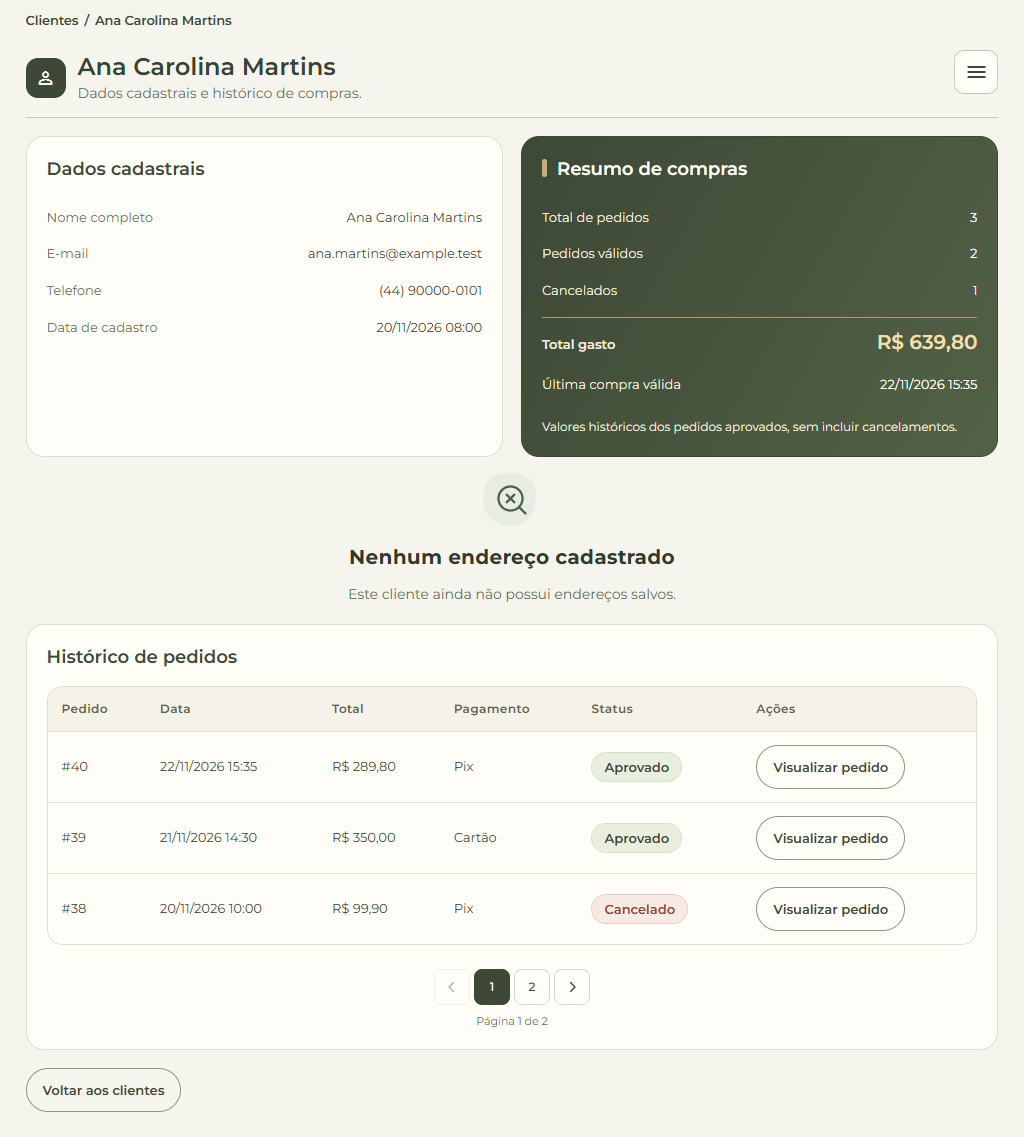 Clientes / Ana Carolina Martins
Ana Carolina Martins
Dados cadastrais e histórico de compras.
Dados cadastrais
Nome completo Ana Carolina Martins
E-mail ana.martins@example.test
Telefone (44) 90000-0101
Data de cadastro 20/11/2026 08:00
Resumo de compras
Total de pedidos 3
Pedidos válidos 2
Cancelados 1
Total gasto R$ 639,80
Última compra válida 22/11/2026 15:35
Valores históricos dos pedidos aprovados, sem incluir cancelamentos.
Nenhum endereço cadastrado
Este cliente ainda não possui endereços salvos.
Histórico de pedidos
Pedido Data Total Pagamento Status Ações
#40 22/11/2026 15:35 R$ 289,80 Pix Aprovado Visualizar pedido
#39 21/11/2026 14:30 R$ 350,00 Cartão Aprovado Visualizar pedido
#38 20/11/2026 10:00 R$ 99,90 Pix Cancelado Visualizar pedido
1 2
Página 1 de 2
Voltar aos clientes